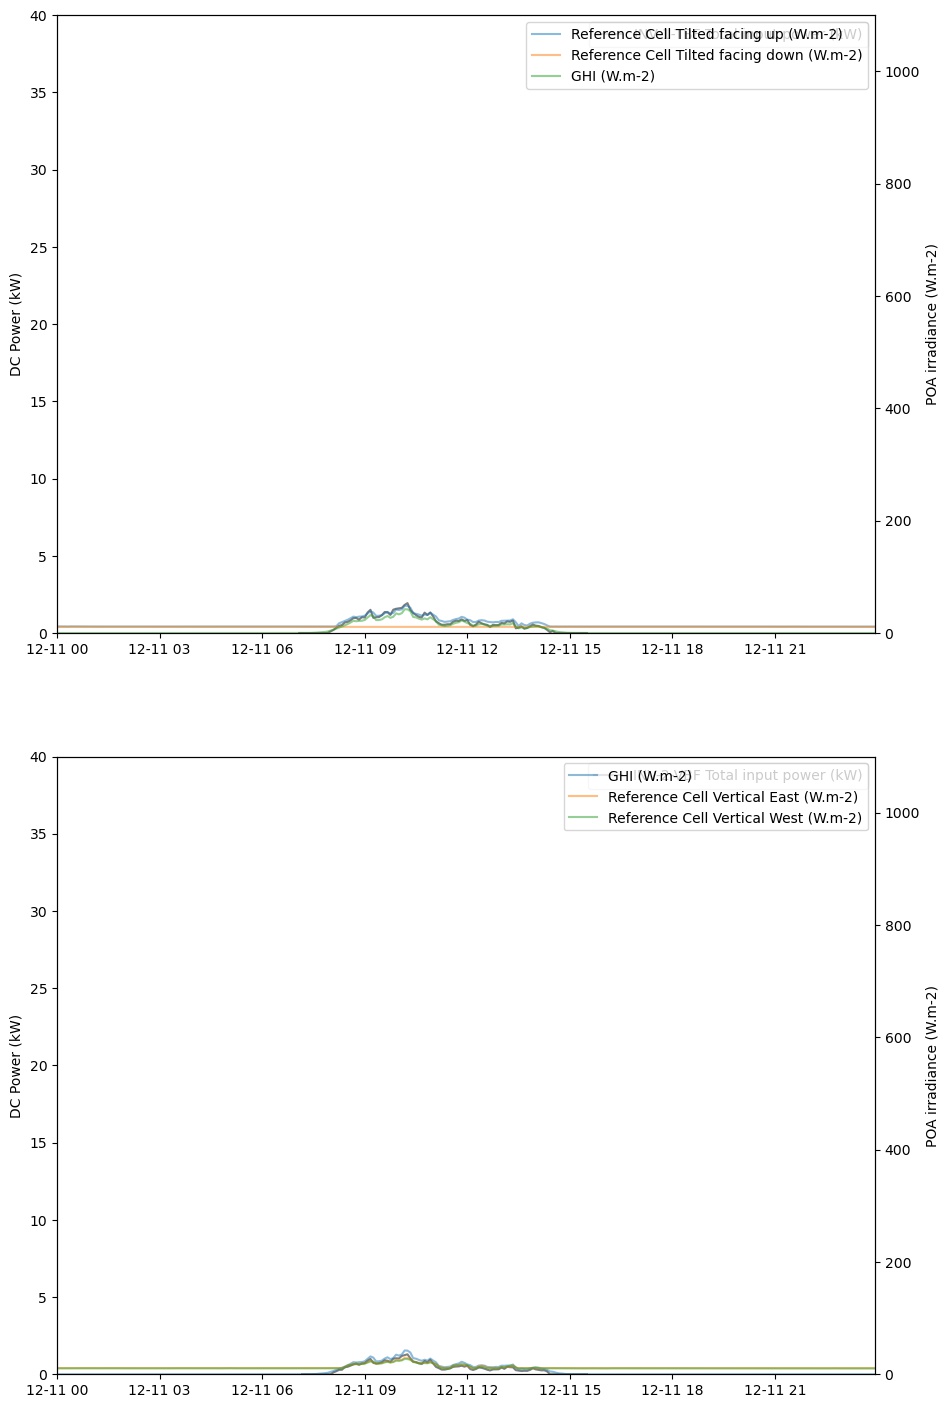 40
35
30
25
20
15
10
5
0
DC Power (kW)
Reference Cell Tilted facing up (W.m-2)
Reference Cell Tilted facing down (W.m-2)
GHI (W.m-2)
1000
800
600
400
200
0
POA irradiance (W.m-2)
12-11 00 12-11 03 12-11 06 12-11 09 12-11 12 12-11 15 12-11 18 12-11 21
40
35
30
25
20
15
10
5
0
DC Power (kW)
GHI (W.m-2)
Total input power (kW)
Reference Cell Vertical East (W.m-2)
Reference Cell Vertical West (W.m-2)
1000
800
600
400
200
0
POA irradiance (W.m-2)
12-11 00 12-11 03 12-11 06 12-11 09 12-11 12 12-11 15 12-11 18 12-11 21